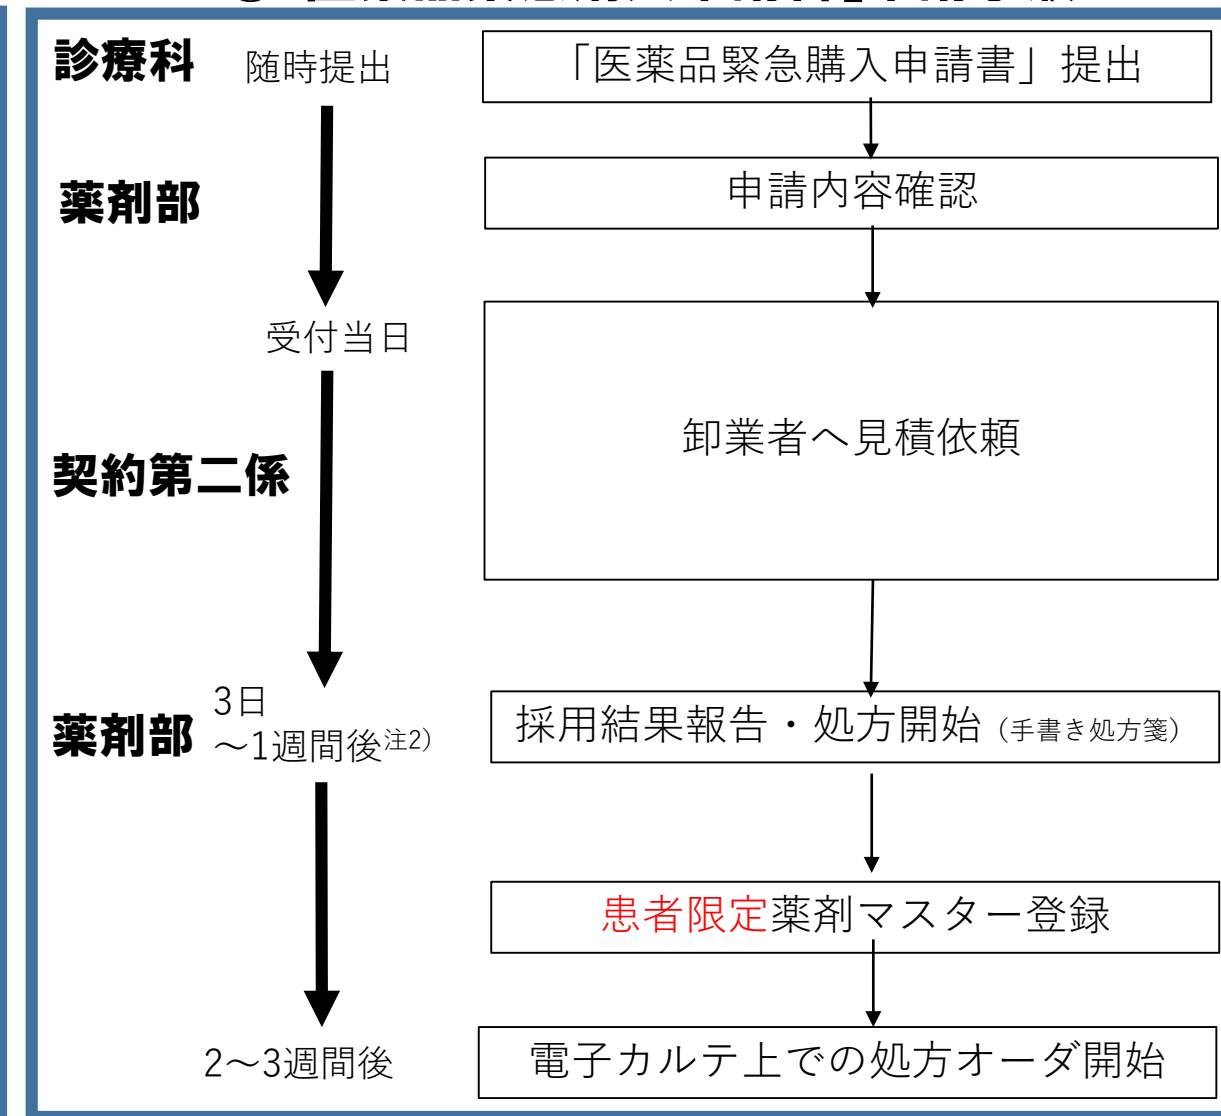 診療科
随時提出
「医薬品緊急購入申請書」提出
薬剤部
申請内容確認
受付当日
卸業者へ見積依頼
契約第二係
薬剤部
3日
～1週間後注2)
採用結果報告・処方開始（手書き処方箋）
患者限定薬剤マスター登録
2～3週間後
電子カルテ上での処方オーダ開始